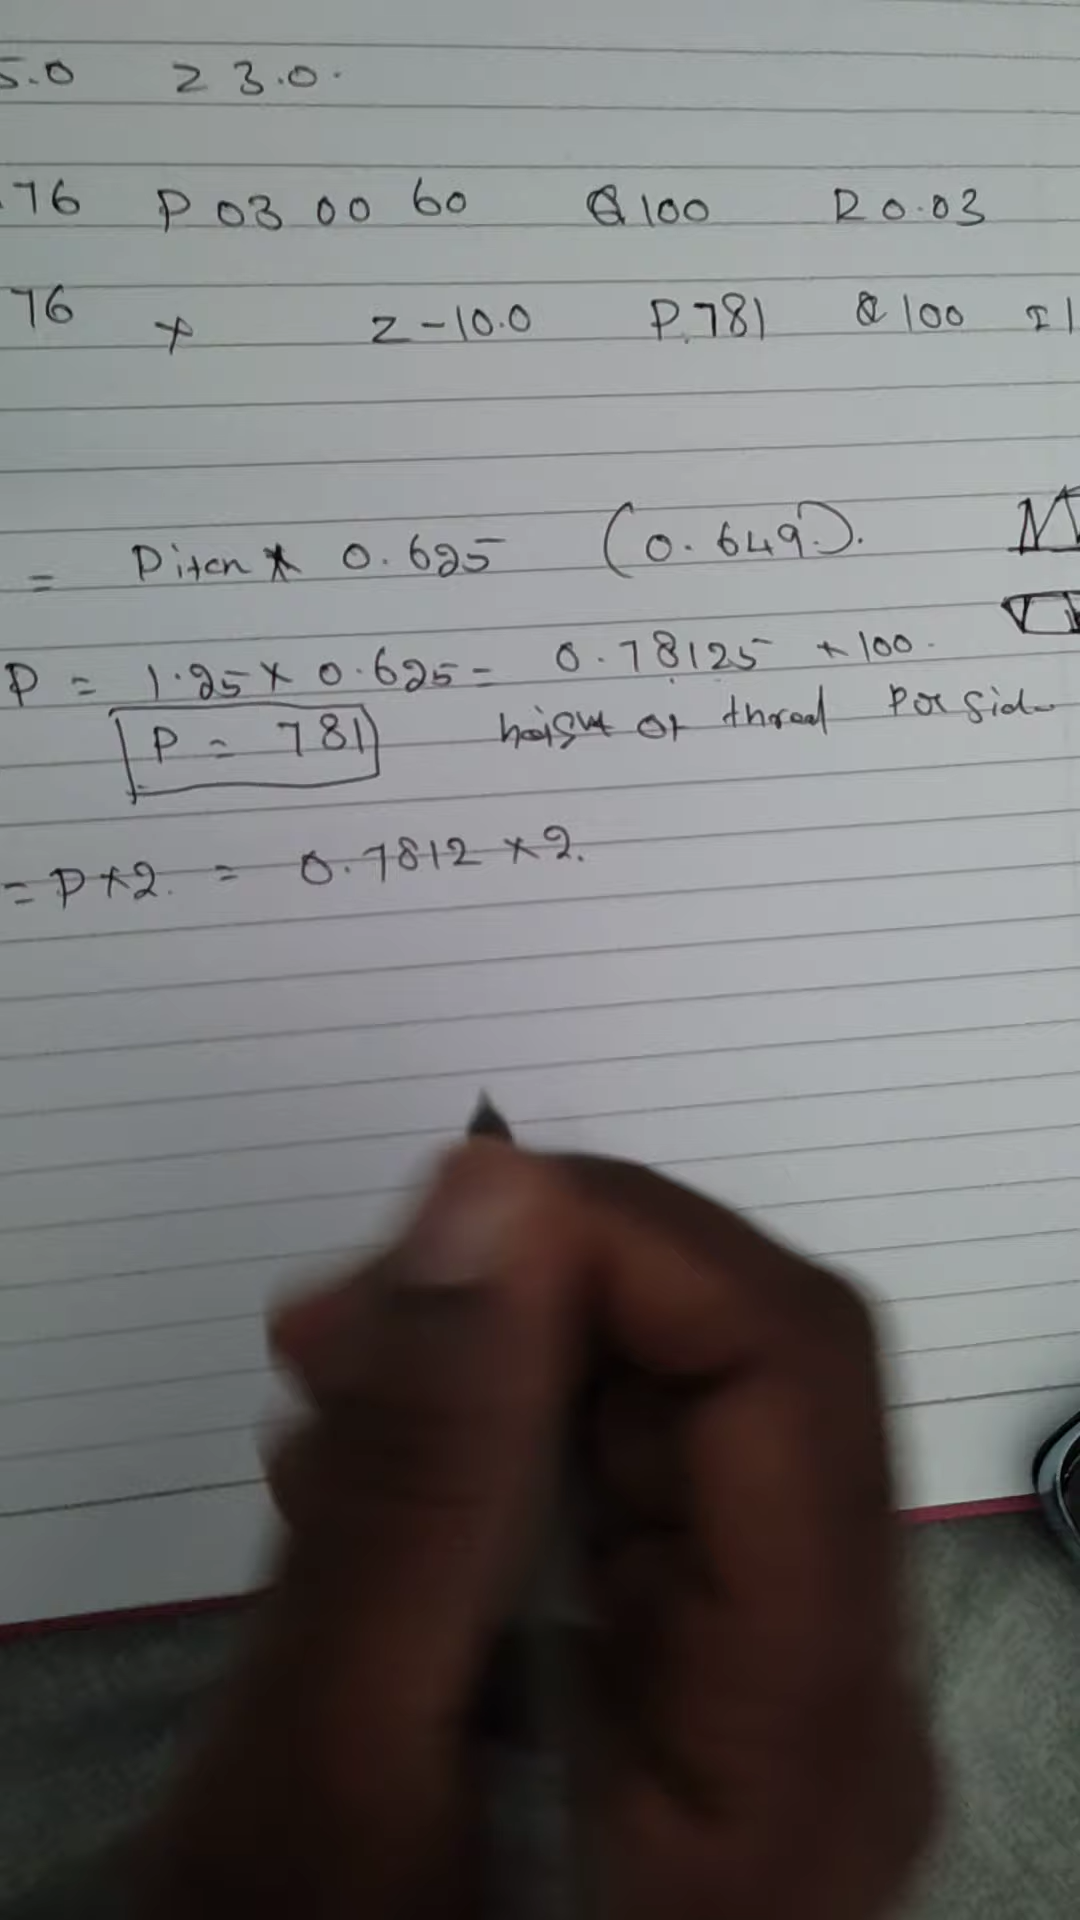 5.0 Z 3.0.
.76 P 03 00 60 Q 100 R 0.03
76 x z -10.0 P.781 Q 100 I1
= Pitch * 0.625 (0.649).
P = 1.25 x 0.625 = 0.78125 x 100.
P = 781 height of thread Per side
= P x 2. = 0.7812 x 2.